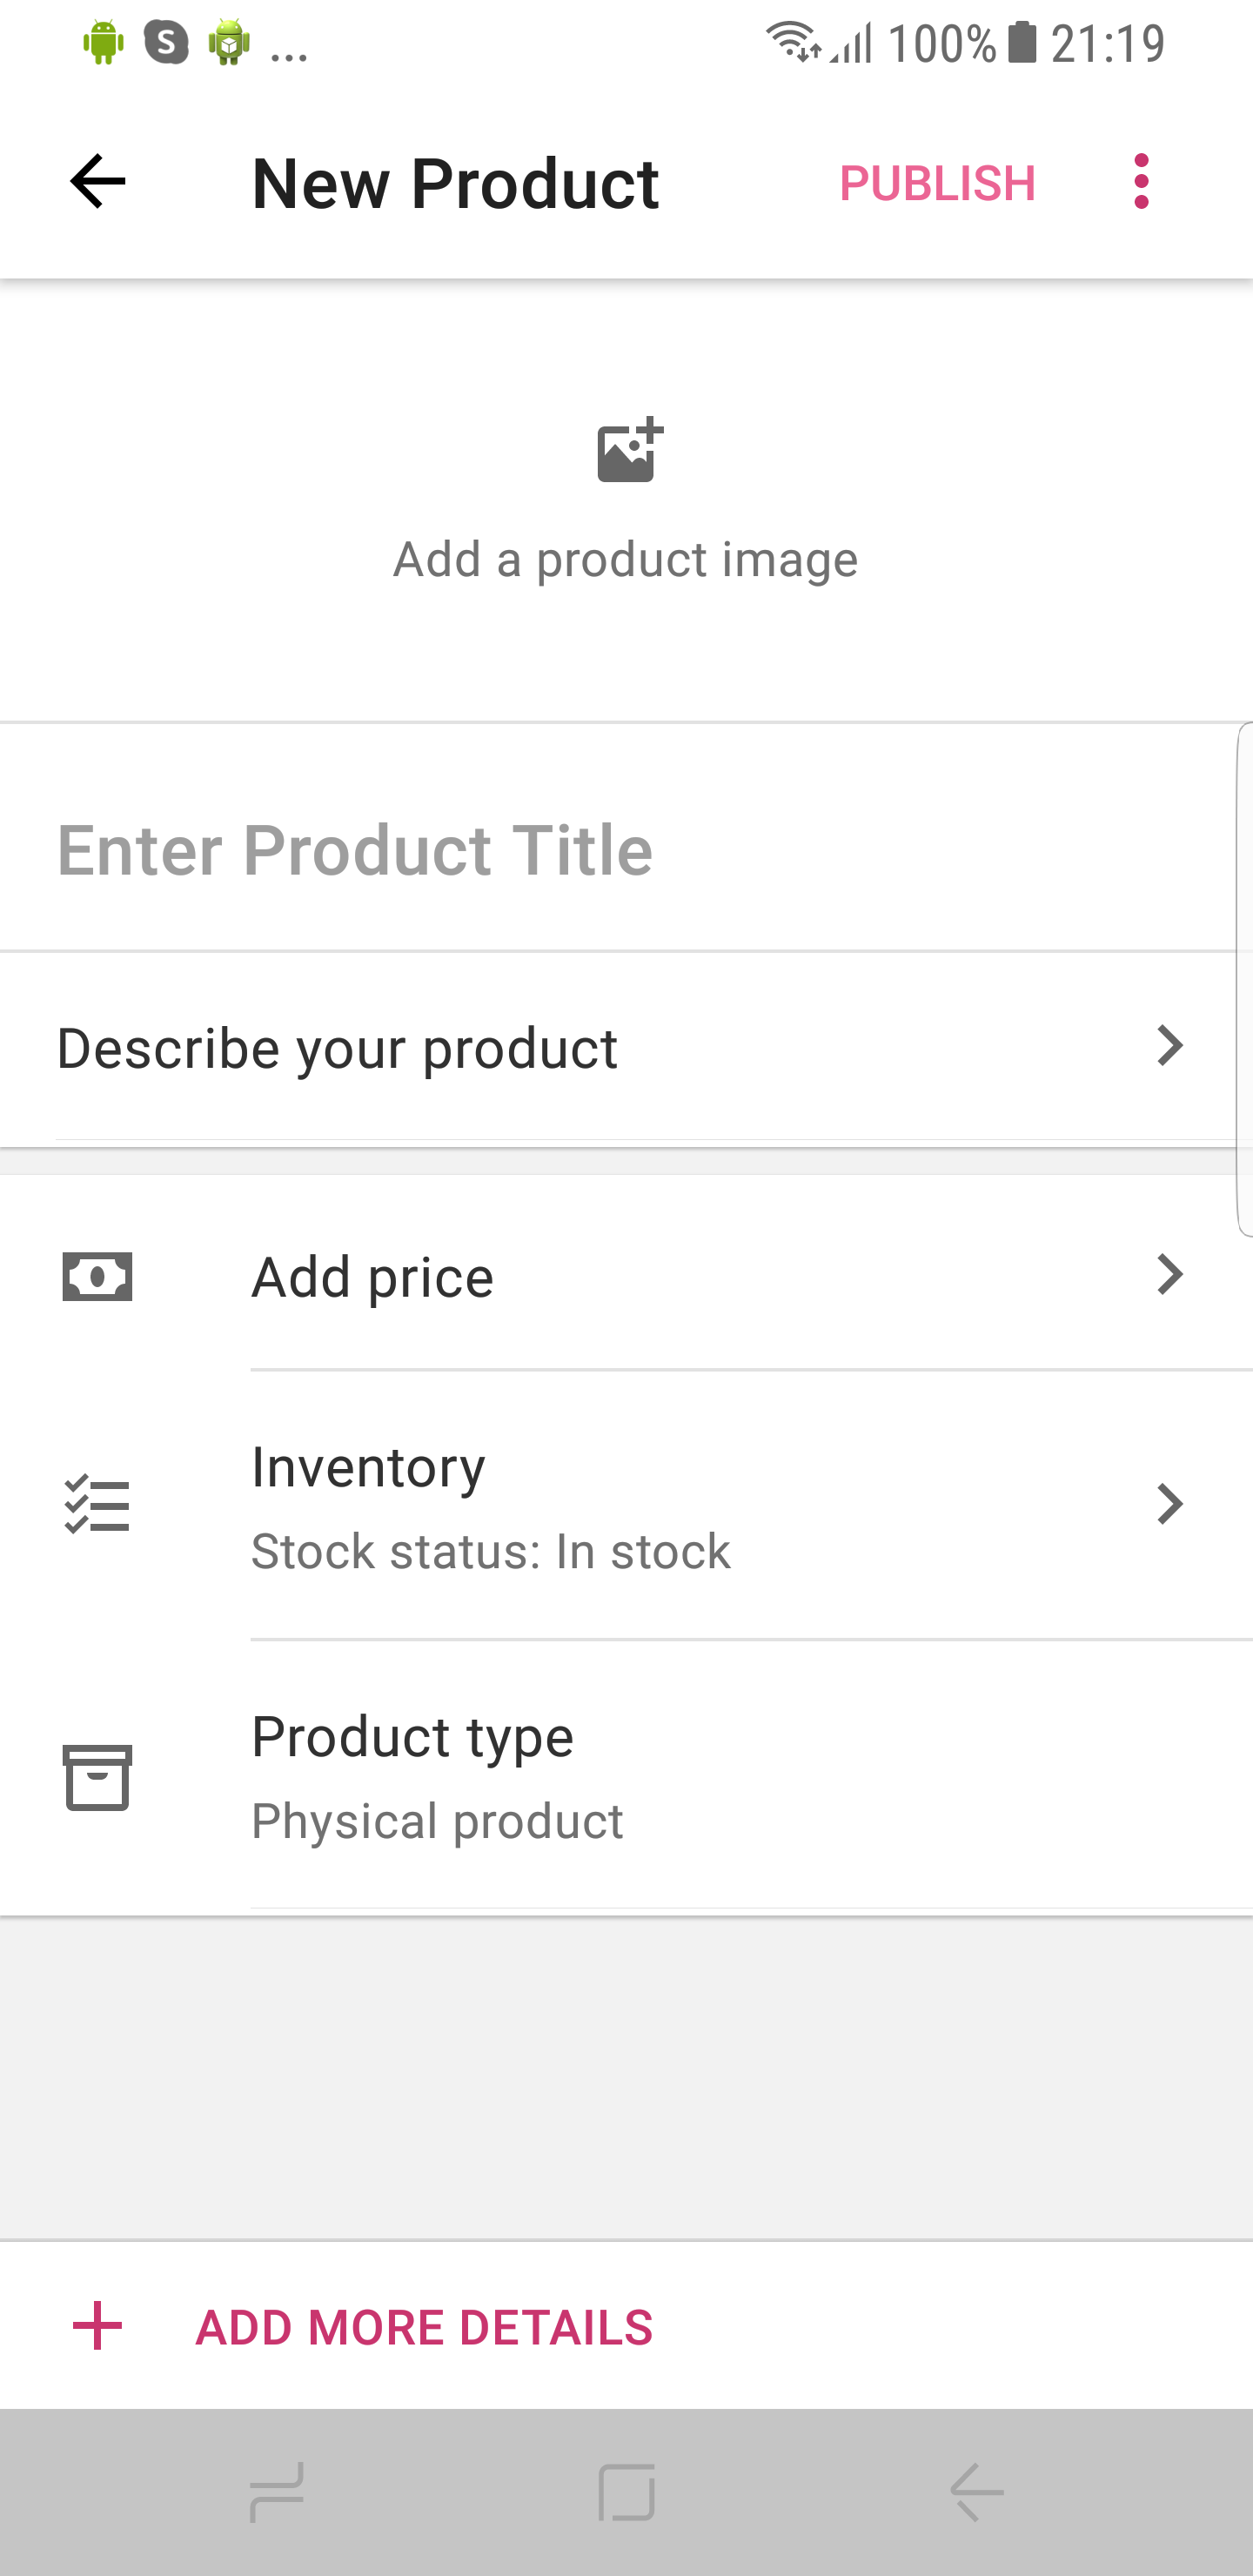 S ... 100% 21:19
New Product PUBLISH
Add a product image
Enter Product Title
Describe your product
Add price
Inventory
Stock status: In stock
Product type
Physical product
ADD MORE DETAILS